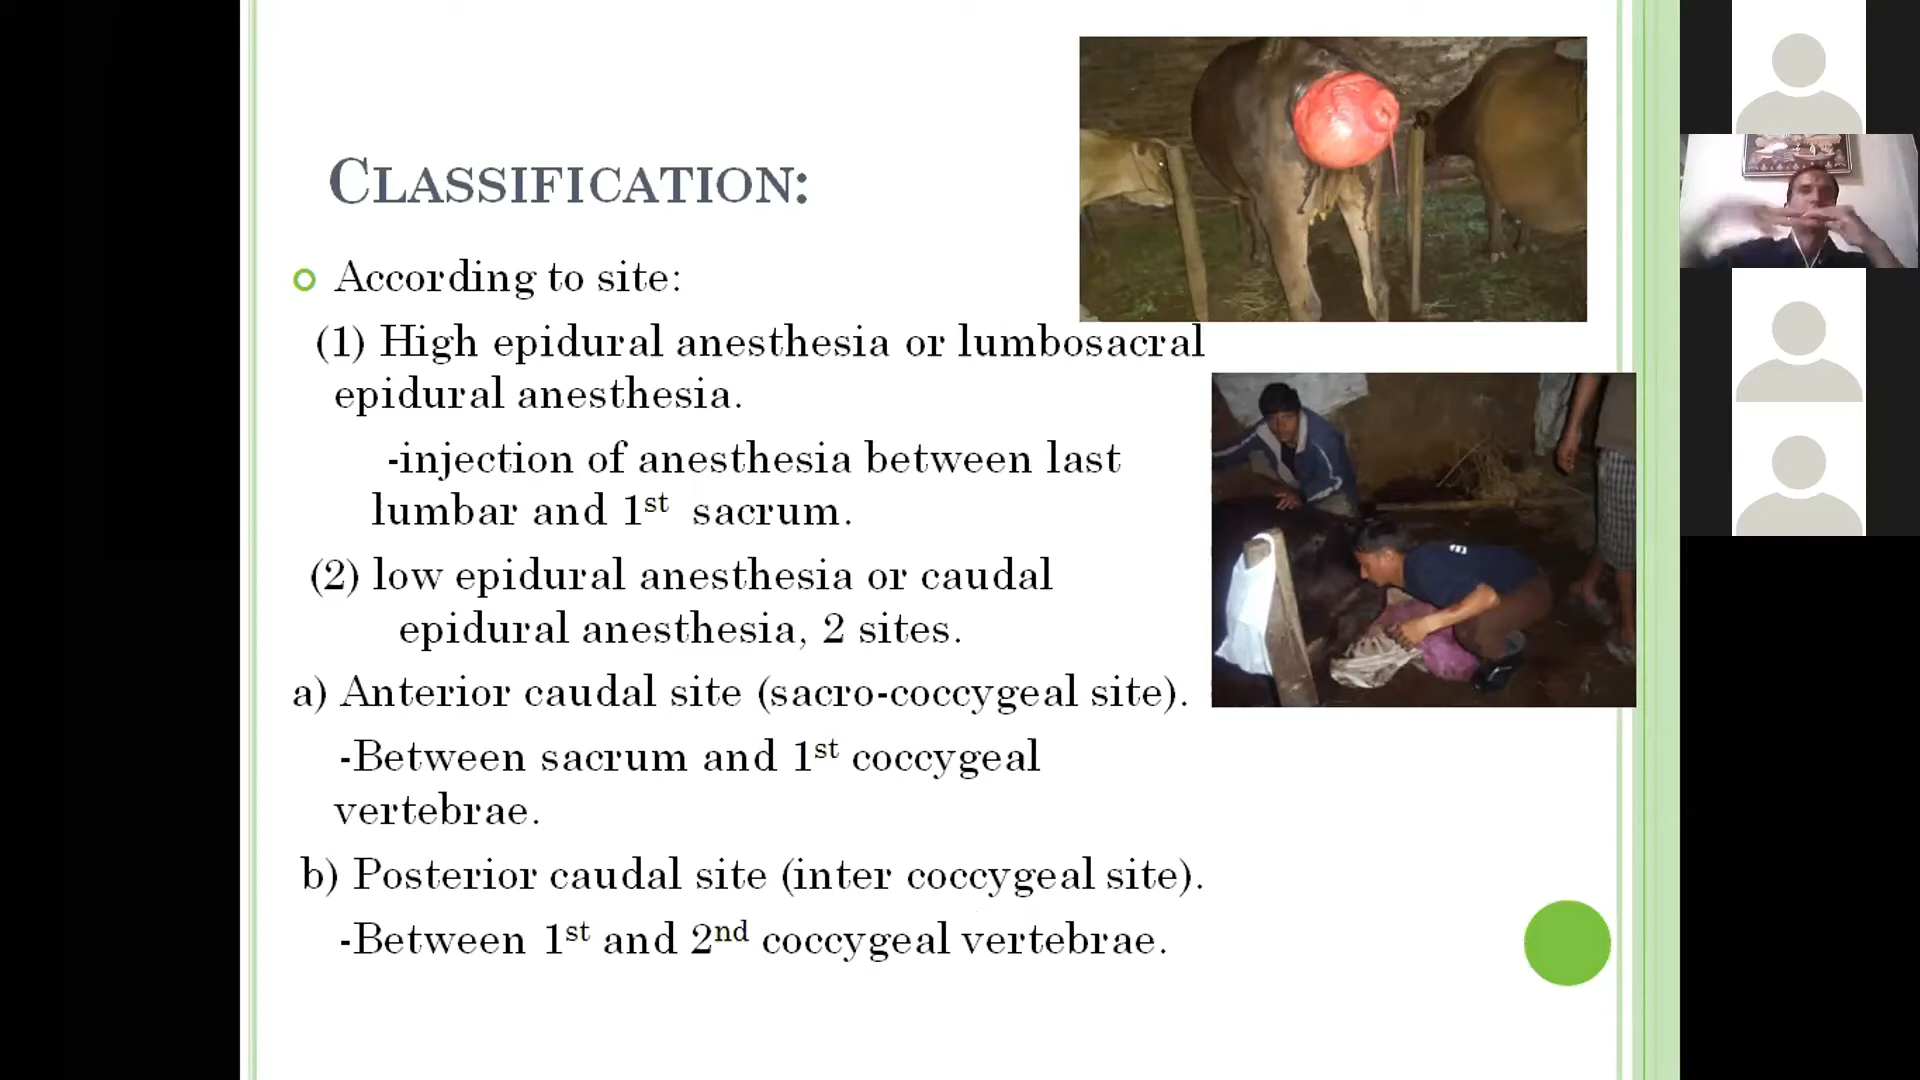 CLASSIFICATION:
According to site:
(1) High epidural anesthesia or lumbosacral
epidural anesthesia.
-injection of anesthesia between last
lumbar and 1st sacrum.
(2) low epidural anesthesia or caudal
epidural anesthesia, 2 sites.
a) Anterior caudal site (sacro-coccygeal site).
-Between sacrum and 1st coccygeal
vertebrae.
b) Posterior caudal site (inter coccygeal site).
-Between 1st and 2nd coccygeal vertebrae.